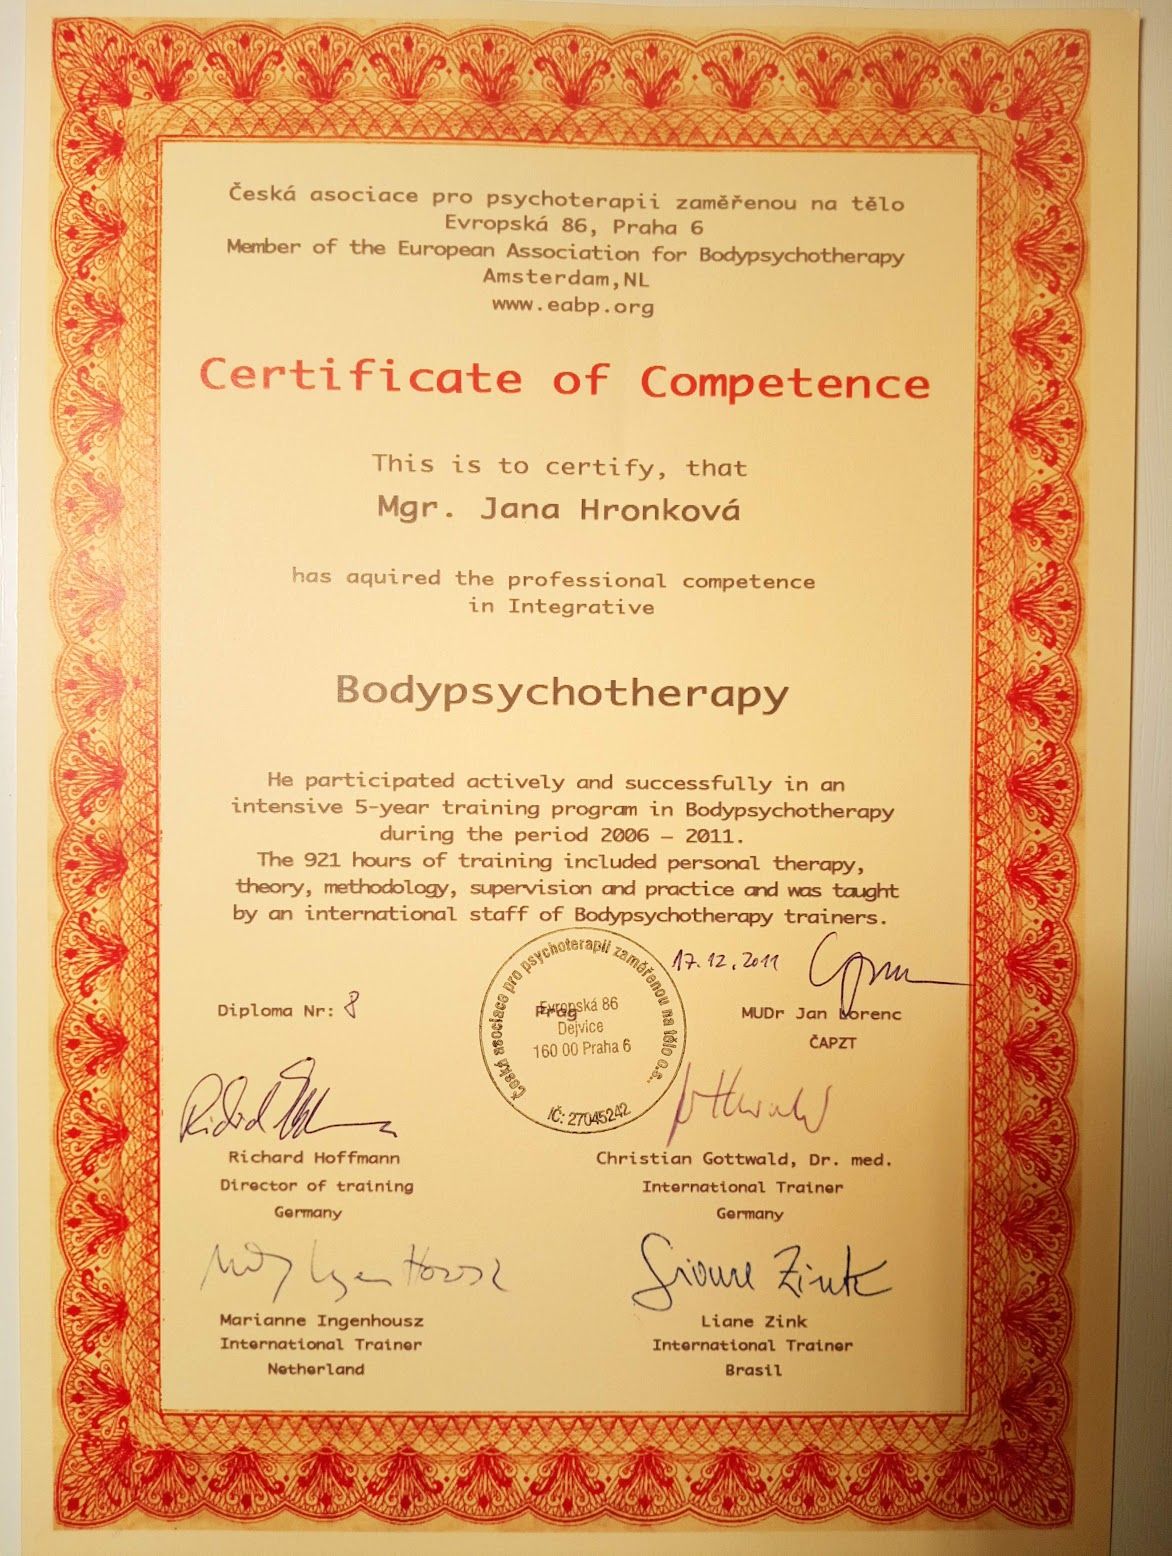 Česká asociace pro psychoterapii zaměřenou na tělo
Evropská 86, Praha 6
Member of the European Association for Bodypsychotherapy
Amsterdam,NL
www.eabp.org
Certificate of Competence
This is to certify, that
Mgr. Jana Hronková
has aquired the professional competence
in Integrative
Bodypsychotherapy
He participated actively and successfully in an
intensive 5-year training program in Bodypsychotherapy
during the period 2006 – 2011.
The 921 hours of training included personal therapy,
theory, methodology, supervision and practice and was taught
by an international staff of Bodypsychotherapy trainers.
17.12.2011
Diploma Nr: 8
Prag
MUDr Jan Lorenc
ČAPZT
Česká asociace pro psychoterapii zaměřenou na tělo o.s.,
Evropská 86
Dejvice
160 00 Praha 6
IČ: 27045242
Richard Hoffmann
Director of training
Germany
Christian Gottwald, Dr. med.
International Trainer
Germany
Marianne Ingenhousz
International Trainer
Netherland
Liane Zink
International Trainer
Brasil